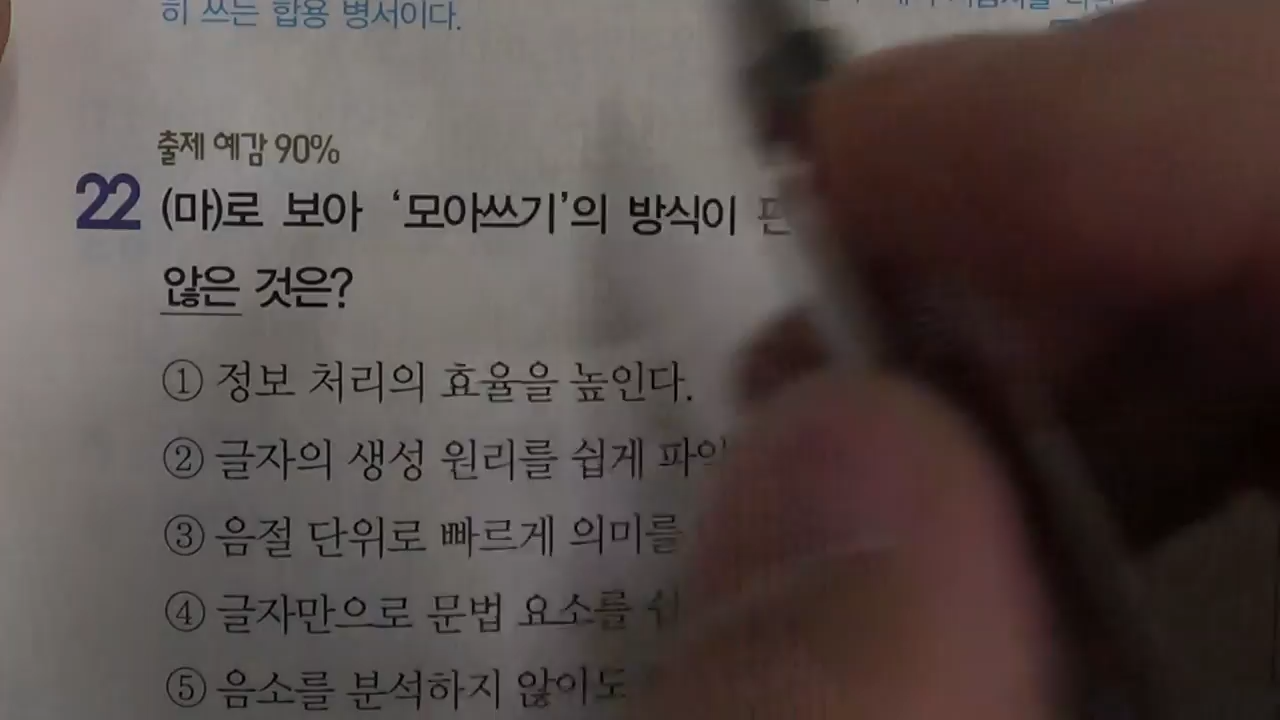 히 쓰는 합용 병서이다.
출제 예감 90%
22 (마)로 보아 ‘모아쓰기’의 방식이
않은 것은?
① 정보 처리의 효율을 높인다.
② 글자의 생성 원리를 쉽게
③ 음절 단위로 빠르게 의미를
④ 글자만으로 문법 요소를
⑤ 음소를 분석하지 않아도